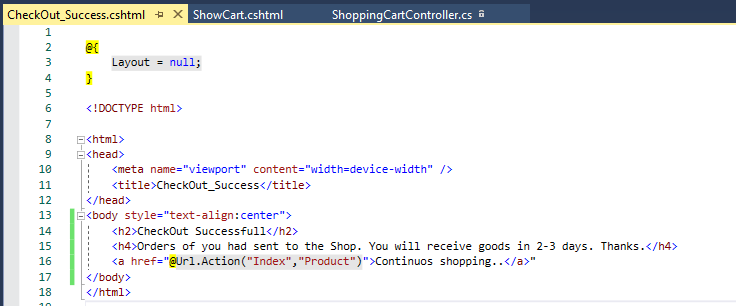 CheckOut_Success.cshtml ShowCart.cshtml ShoppingCartController.cs
1
2 @{
3 Layout = null;
4 }
5
6 <!DOCTYPE html>
7
8 <html>
9 <head>
10 <meta name="viewport" content="width=device-width" />
11 <title>CheckOut_Success</title>
12 </head>
13 <body style="text-align:center">
14 <h2>CheckOut Successfull</h2>
15 <h4>Orders of you had sent to the Shop. You will receive goods in 2-3 days. Thanks.</h4>
16 <a href="@Url.Action("Index","Product")">Continuos shopping..</a>"
17 </body>
18 </html>
19